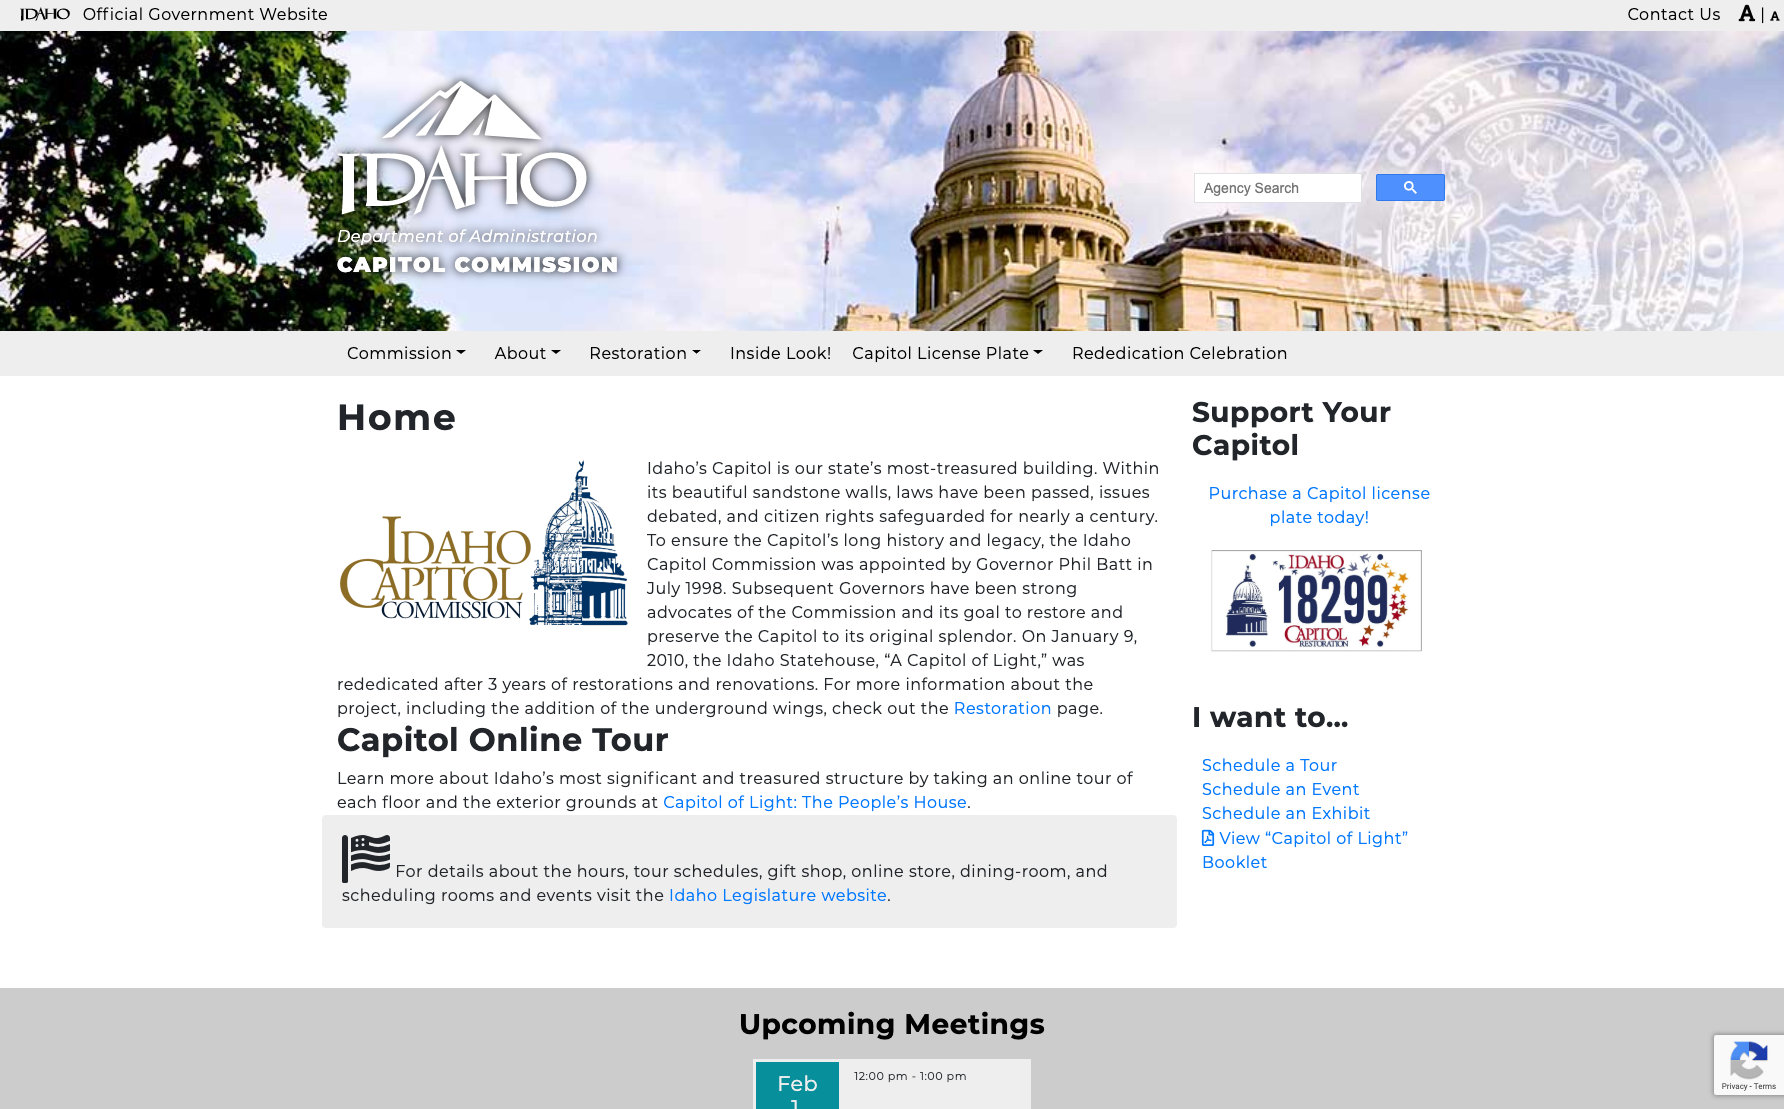 IDAHO Official Government Website
Contact Us A | A
GREAT SEAL OF
ESTO PERPETUA
IDAHO
Department of Administration
CAPITOL COMMISSION
Agency Search
Commission
About
Restoration
Inside Look!
Capitol License Plate
Rededication Celebration
Home
IDAHO
CAPITOL
COMMISSION
Idaho’s Capitol is our state’s most-treasured building. Within
its beautiful sandstone walls, laws have been passed, issues
debated, and citizen rights safeguarded for nearly a century.
To ensure the Capitol’s long history and legacy, the Idaho
Capitol Commission was appointed by Governor Phil Batt in
July 1998. Subsequent Governors have been strong
advocates of the Commission and its goal to restore and
preserve the Capitol to its original splendor. On January 9,
2010, the Idaho Statehouse, “A Capitol of Light,” was
rededicated after 3 years of restorations and renovations. For more information about the
project, including the addition of the underground wings, check out the Restoration page.
Capitol Online Tour
Learn more about Idaho’s most significant and treasured structure by taking an online tour of
each floor and the exterior grounds at Capitol of Light: The People’s House.
For details about the hours, tour schedules, gift shop, online store, dining-room, and
scheduling rooms and events visit the Idaho Legislature website.
Support Your
Capitol
Purchase a Capitol license
plate today!
IDAHO
18299
CAPITOL
RESTORATION
I want to…
Schedule a Tour
Schedule an Event
Schedule an Exhibit
View “Capitol of Light”
Booklet
Upcoming Meetings
Feb
1
12:00 pm - 1:00 pm
Privacy - Terms